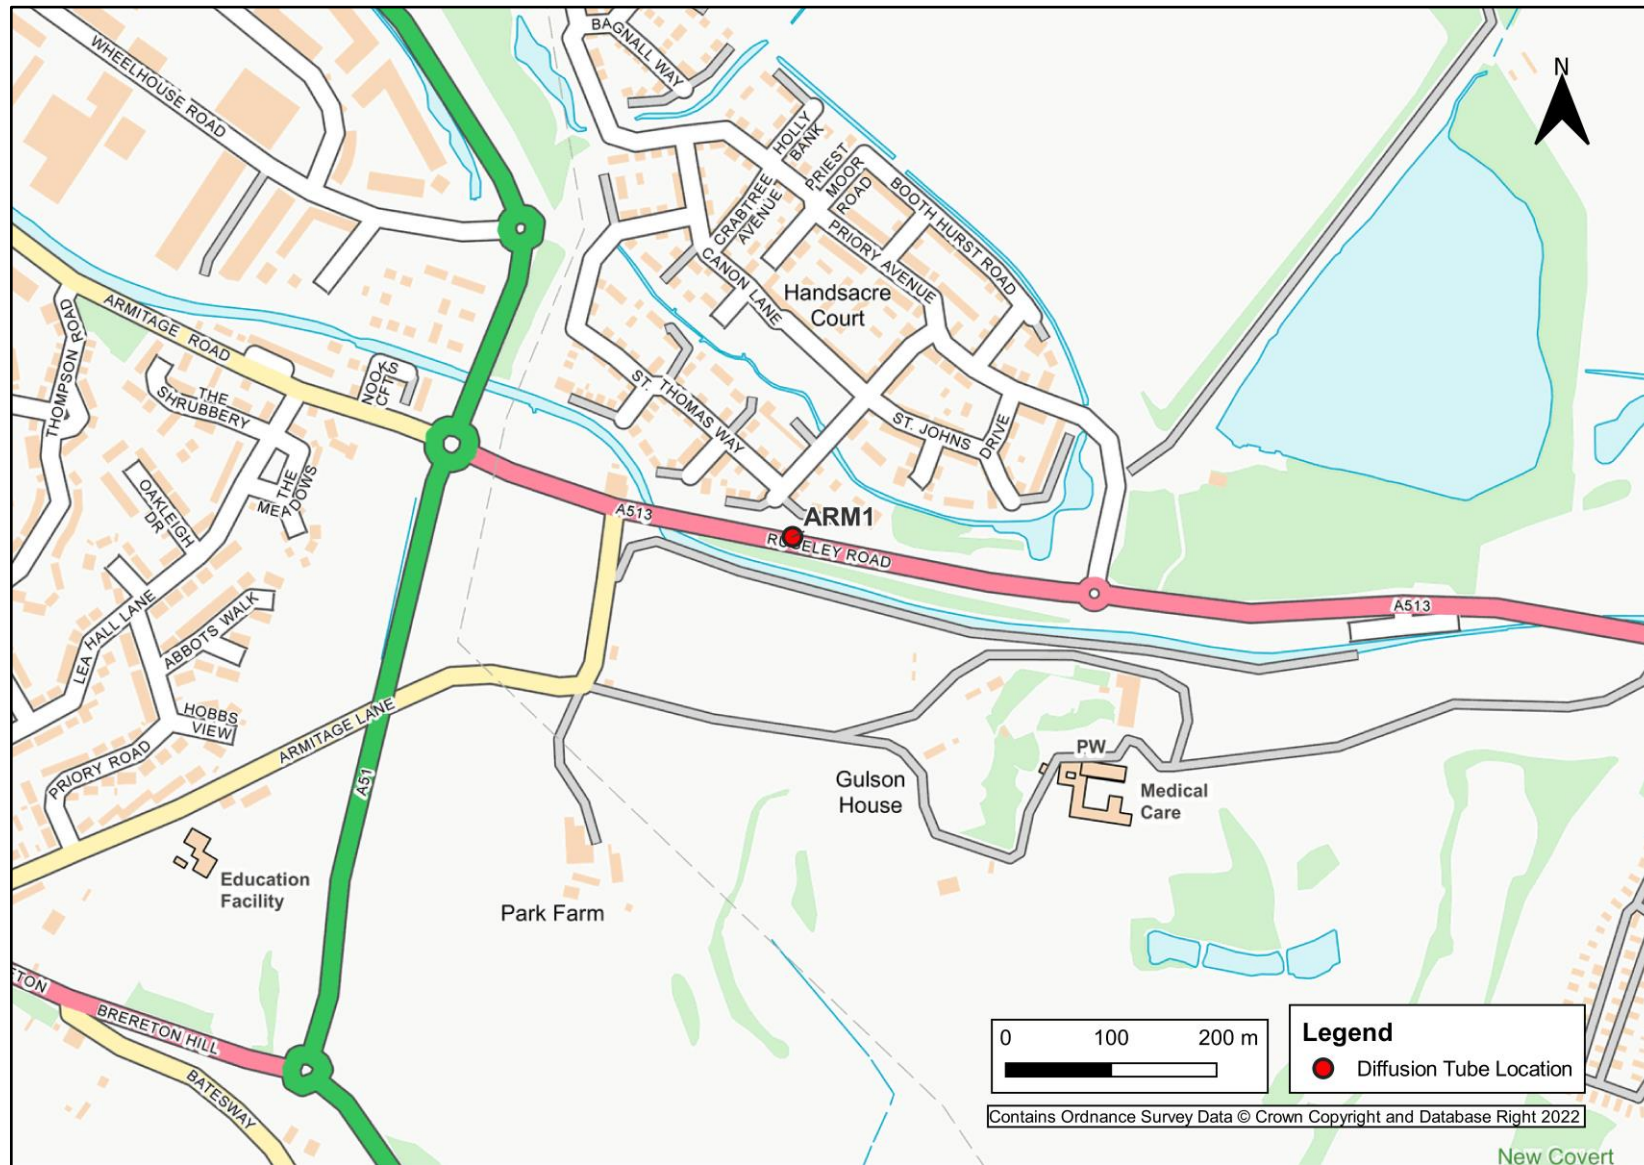 BAGNALL WAY
WHEELHOUSE ROAD
N
HOLLY
BANK
PRIEST
MOOR
ROAD
CRABTREE
AVENUE
BOOTH HURST ROAD
PRIORY AVENUE
CANON LANE
Handsacre
Court
ARMITAGE ROAD
THOMPSON ROAD
THE
SHRUBBERY
NOOK
CFTS
ST. THOMAS WAY
ST. JOHNS
DRIVE
THE
MEADOWS
OAKLEIGH
DR
A513
ARM1
RUGELEY ROAD
A513
LEA HALL LANE
ABBOTS WALK
HOBBS
VIEW
PRIORY ROAD
ARMITAGE LANE
A51
PW
Gulson
House
Medical
Care
Education
Facility
Park Farm
BRERETON HILL
BATESWAY
0 100 200 m
Legend
Diffusion Tube Location
Contains Ordnance Survey Data © Crown Copyright and Database Right 2022
New Covert